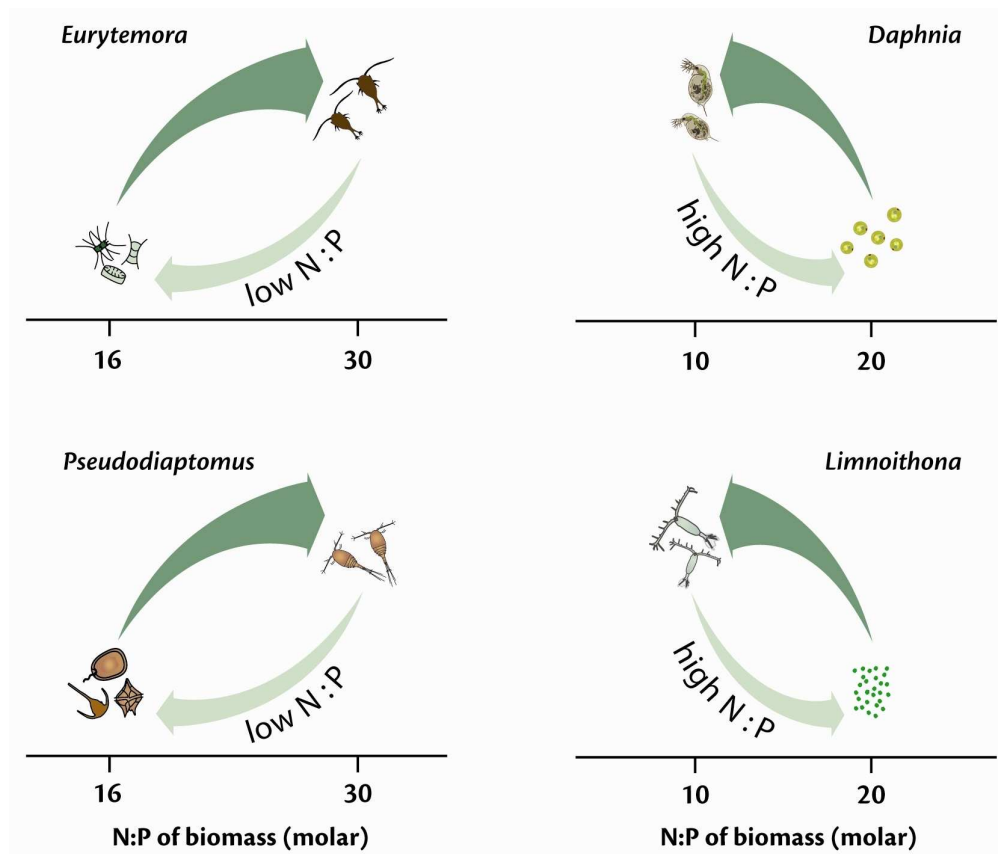 Eurytemora
low N:P
16 30
Daphnia
high N:P
10 20
Pseudodiaptomus
low N:P
16 30
N:P of biomass (molar)
Limnoithona
high N:P
10 20
N:P of biomass (molar)